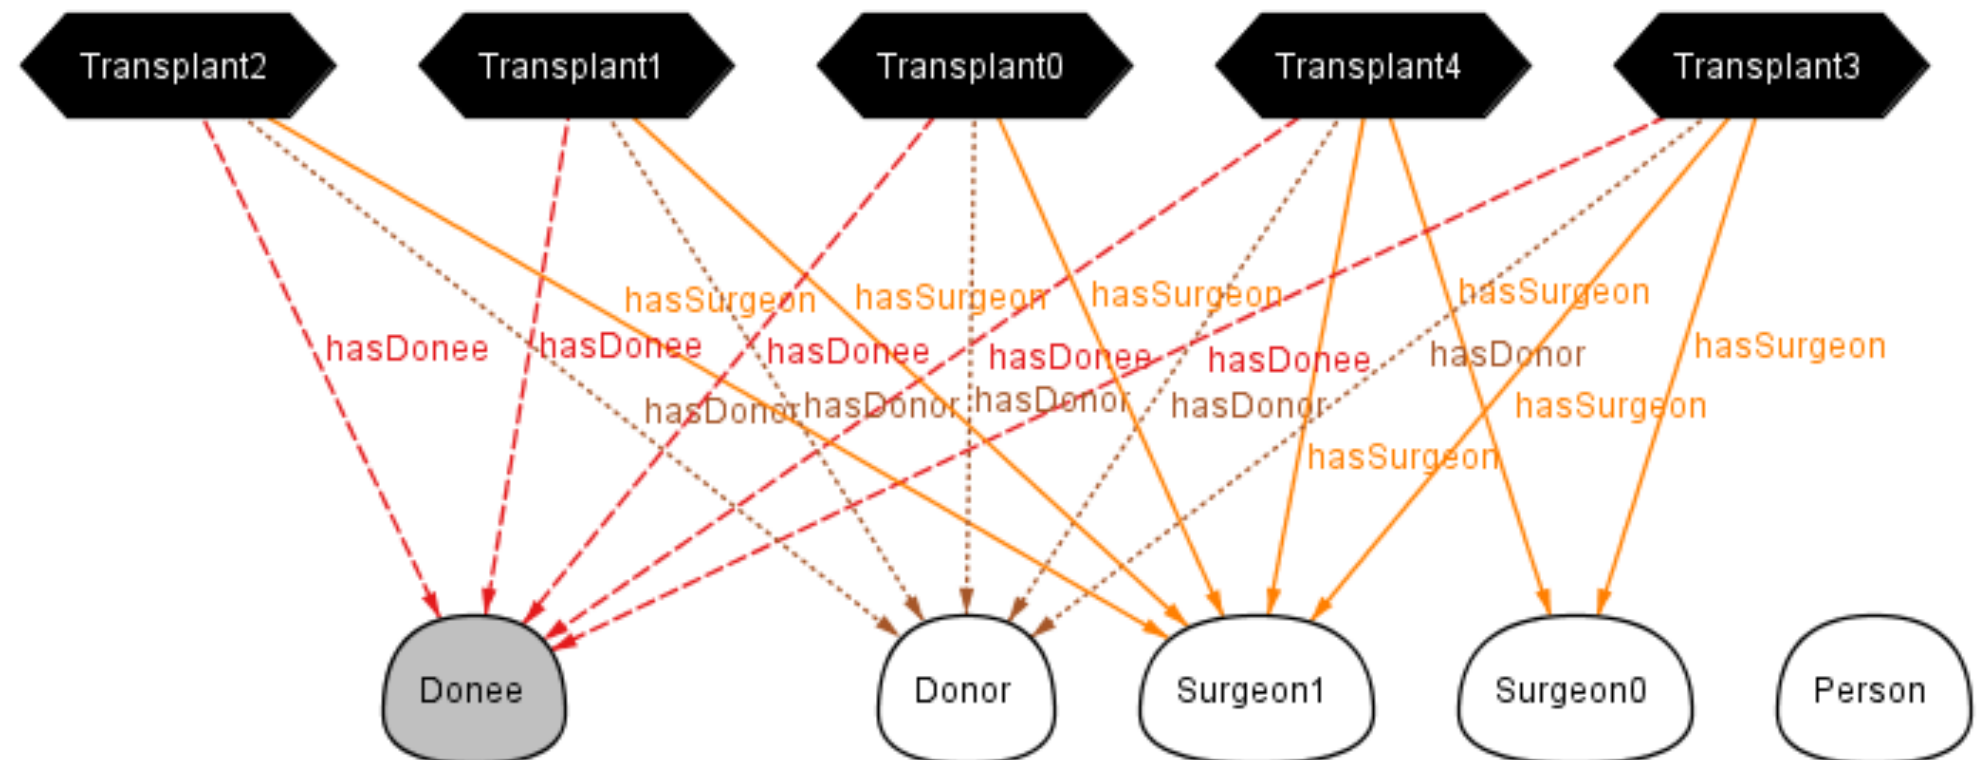 Transplant2 Transplant1 Transplant0 Transplant4 Transplant3
hasSurgeon hasSurgeon hasSurgeon hasSurgeon
hasDonee hasDonee hasDonee hasDonee hasDonee hasDonor hasSurgeon
hasDonor hasDonor hasDonor hasDonor hasSurgeon
hasSurgeon
Donee Donor Surgeon1 Surgeon0 Person